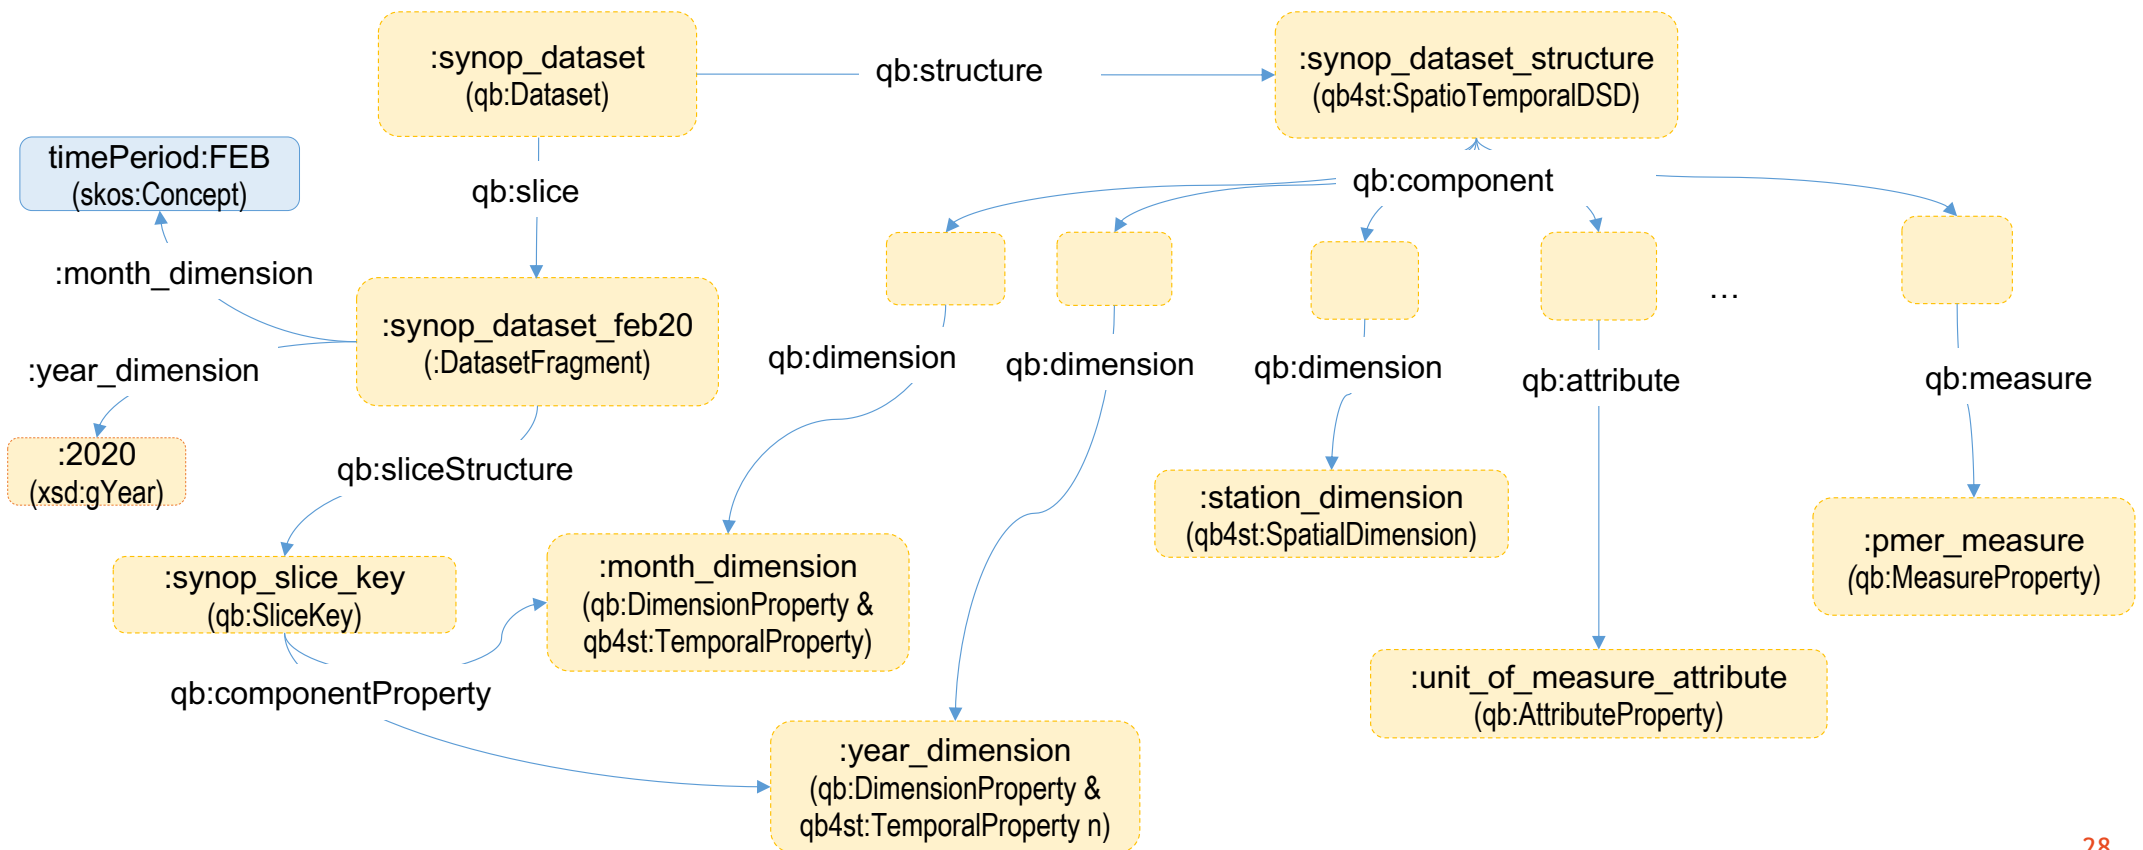 :synop_dataset
(qb:Dataset)
qb:structure
:synop_dataset_structure
(qb4st:SpatioTemporalDSD)
timePeriod:FEB
(skos:Concept)
qb:slice
qb:component
:month_dimension
:synop_dataset_feb20
(:DatasetFragment)
…
:year_dimension
qb:dimension
qb:dimension
qb:dimension
qb:attribute
qb:measure
:2020
(xsd:gYear)
qb:sliceStructure
:station_dimension
(qb4st:SpatialDimension)
:pmer_measure
(qb:MeasureProperty)
:synop_slice_key
(qb:SliceKey)
:month_dimension
(qb:DimensionProperty &
qb4st:TemporalProperty)
qb:componentProperty
:unit_of_measure_attribute
(qb:AttributeProperty)
:year_dimension
(qb:DimensionProperty &
qb4st:TemporalProperty n)
28